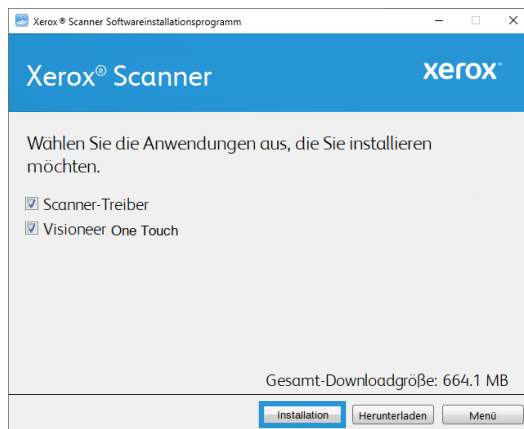 Xerox ® Scanner Softwareinstallationsprogramm
Xerox® Scanner
xerox™
Wählen Sie die Anwendungen aus, die Sie installieren
möchten.
Scanner-Treiber
Visioneer One Touch
Gesamt-Downloadgröße: 664.1 MB
Installation Herunterladen Menü